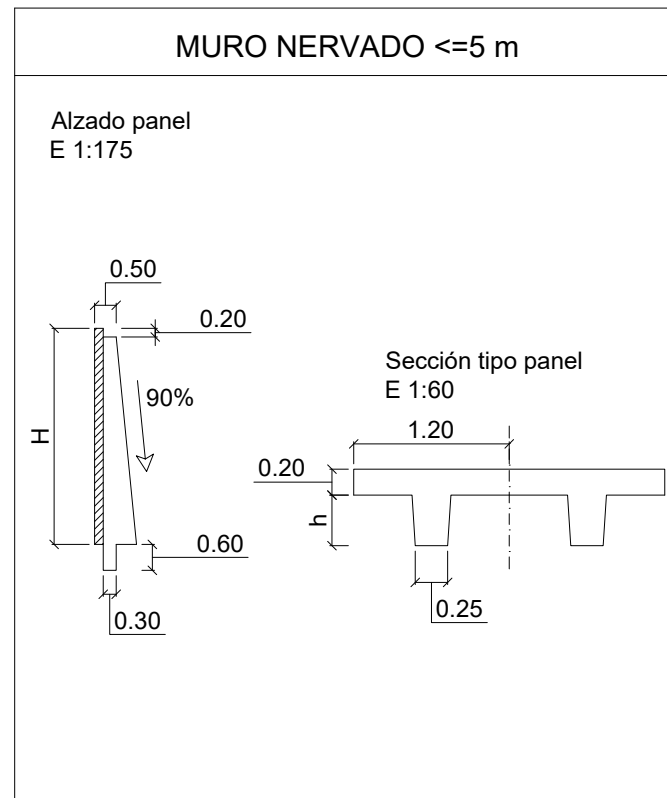 MURO NERVADO <=5 m
Alzado panel
E 1:175
0.50
0.20
90%
H
0.60
0.30
Sección tipo panel
E 1:60
1.20
0.20
h
0.25